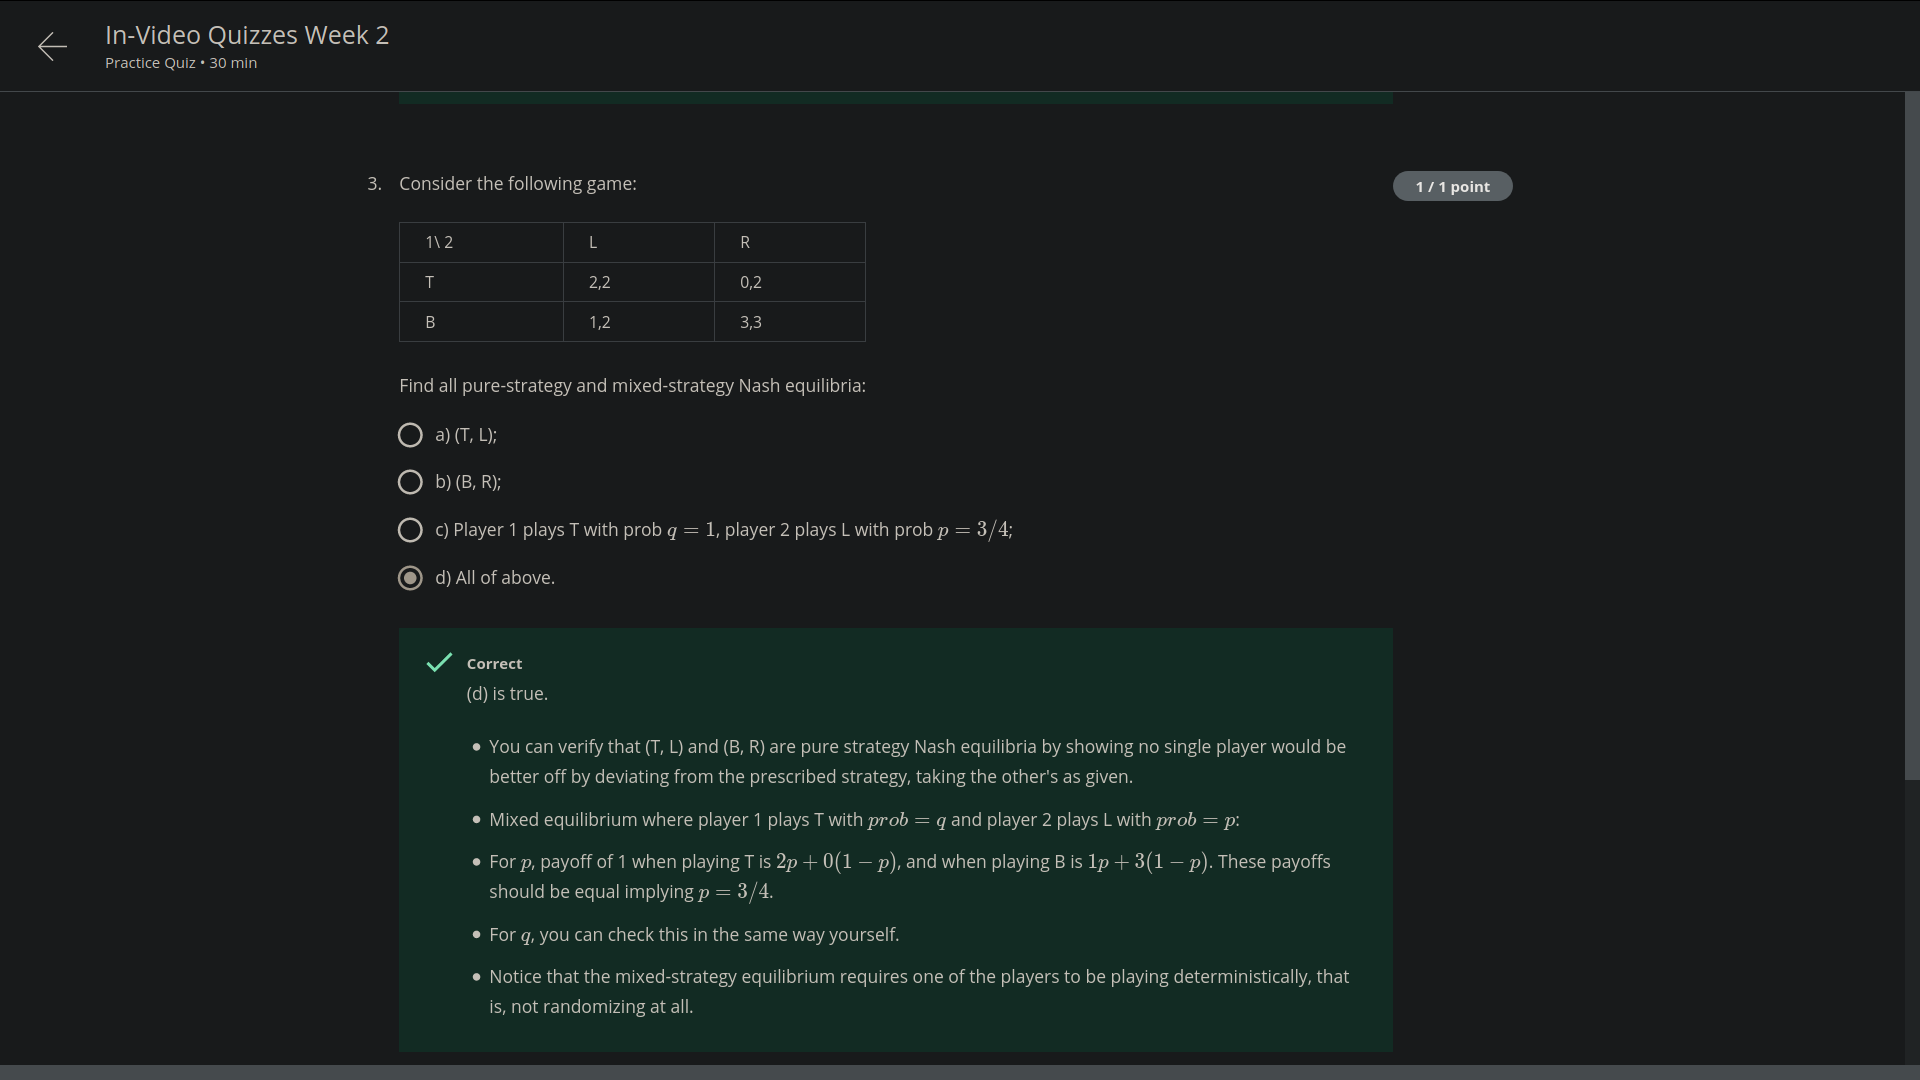 In-Video Quizzes Week 2
Practice Quiz • 30 min
3. Consider the following game:
1 / 1 point
1\ 2 L R
T 2,2 0,2
B 1,2 3,3
Find all pure-strategy and mixed-strategy Nash equilibria:
a) (T, L);
b) (B, R);
c) Player 1 plays T with prob q = 1, player 2 plays L with prob p = 3/4;
d) All of above.
Correct
(d) is true.
• You can verify that (T, L) and (B, R) are pure strategy Nash equilibria by showing no single player would be
better off by deviating from the prescribed strategy, taking the other's as given.
• Mixed equilibrium where player 1 plays T with prob = q and player 2 plays L with prob = p:
• For p, payoff of 1 when playing T is 2p + 0(1 − p), and when playing B is 1p + 3(1 − p). These payoffs
should be equal implying p = 3/4.
• For q, you can check this in the same way yourself.
• Notice that the mixed-strategy equilibrium requires one of the players to be playing deterministically, that
is, not randomizing at all.